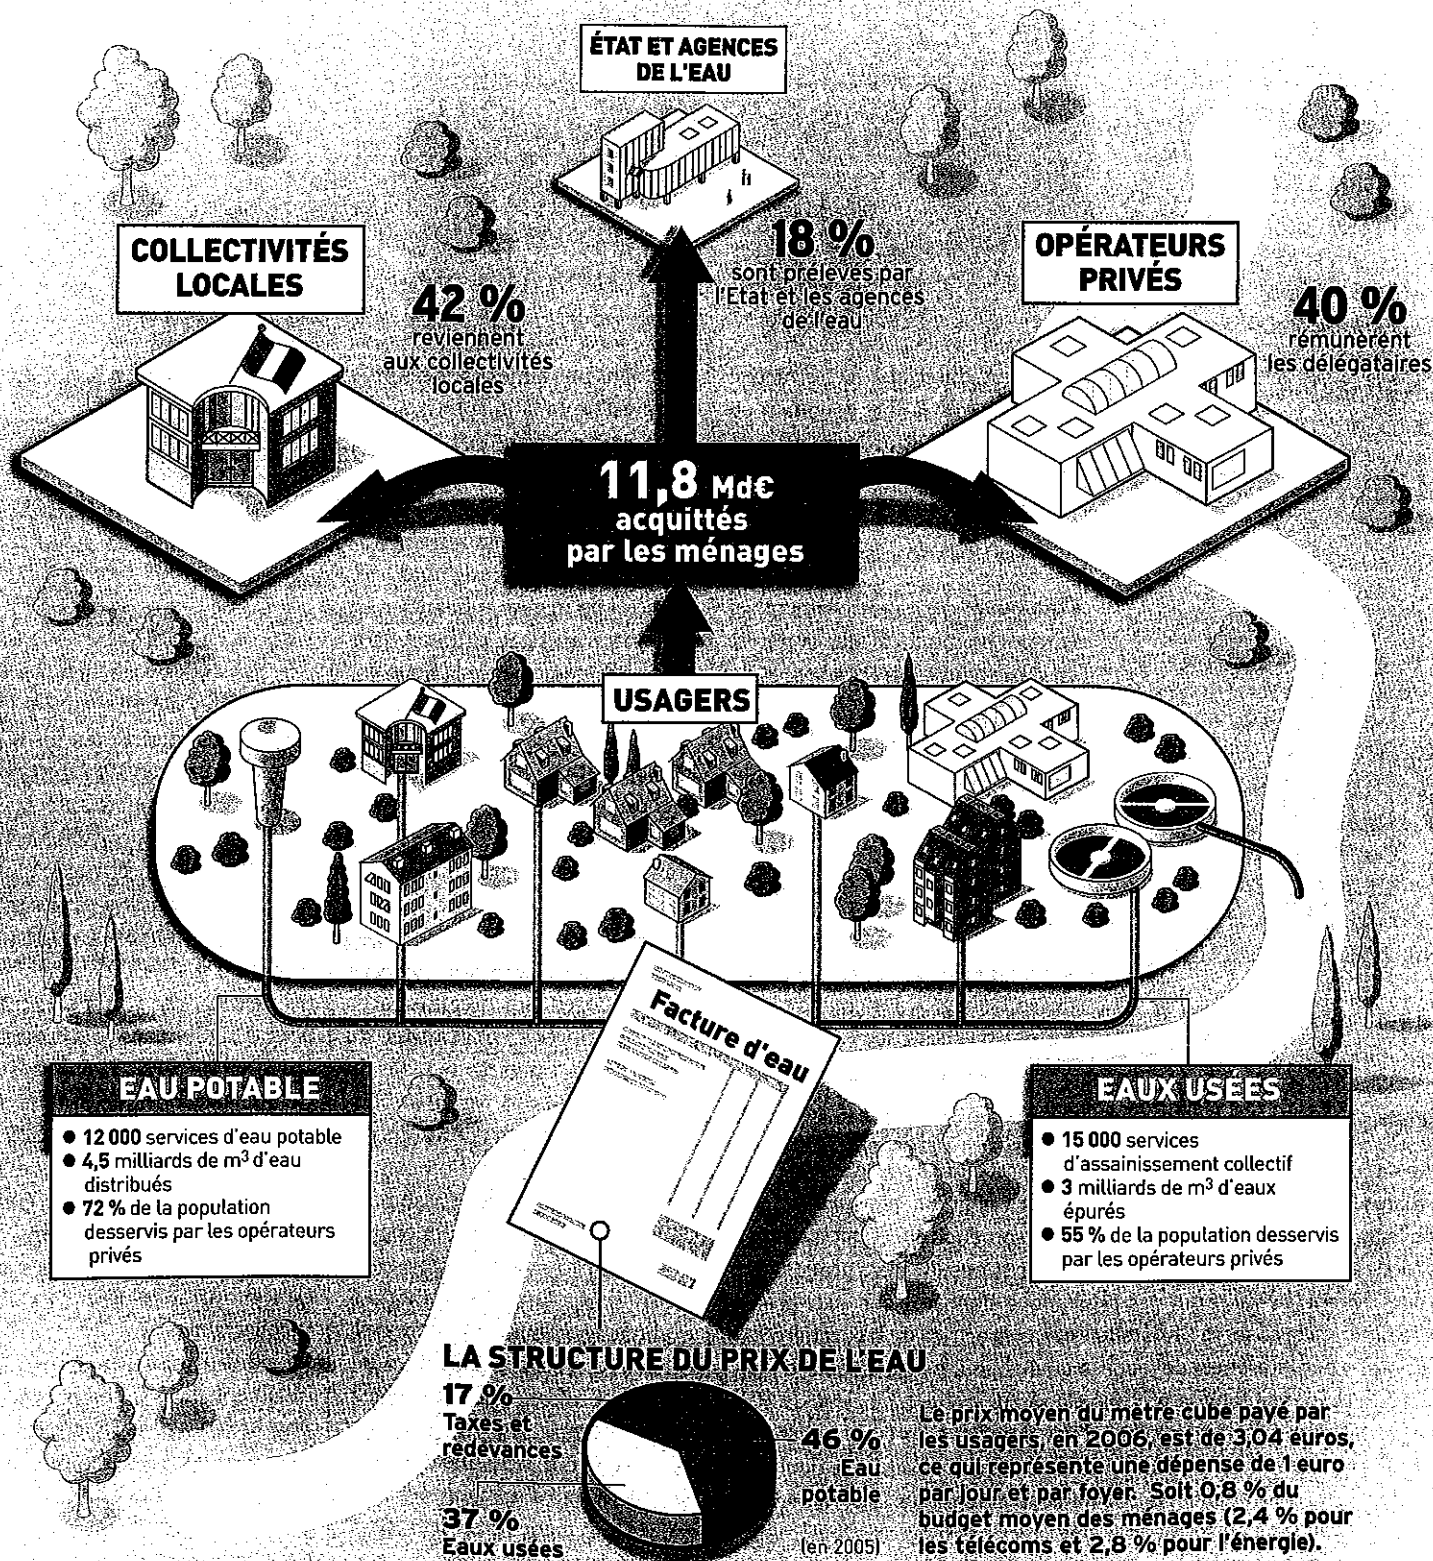 ÉTAT ET AGENCES
DE L'EAU
18 %
sont prélevés par
l'Etat et les agences
de l'eau
COLLECTIVITÉS
LOCALES
42 %
reviennent
aux collectivités
locales
OPÉRATEURS
PRIVÉS
40 %
rémunèrent
les délégataires
11,8 Md€
acquittés
par les ménages
USAGERS
Facture d'eau
EAU POTABLE
● 12 000 services d'eau potable
● 4,5 milliards de m³ d'eau
distribués
● 72 % de la population
desservis par les opérateurs
privés
EAUX USÉES
● 15 000 services
d'assainissement collectif
● 3 milliards de m³ d'eaux
épurés
● 55 % de la population desservis
par les opérateurs privés
LA STRUCTURE DU PRIX DE L'EAU
17 %
Taxes et
redevances
37 %
Eaux usées
46 %
Eau
potable
(en 2005)
Le prix moyen du mètre cube payé par
les usagers, en 2006, est de 3,04 euros,
ce qui représente une dépense de 1 euro
par jour et par foyer. Soit 0,8 % du
budget moyen des ménages (2,4 % pour
les télécoms et 2,8 % pour l'énergie).